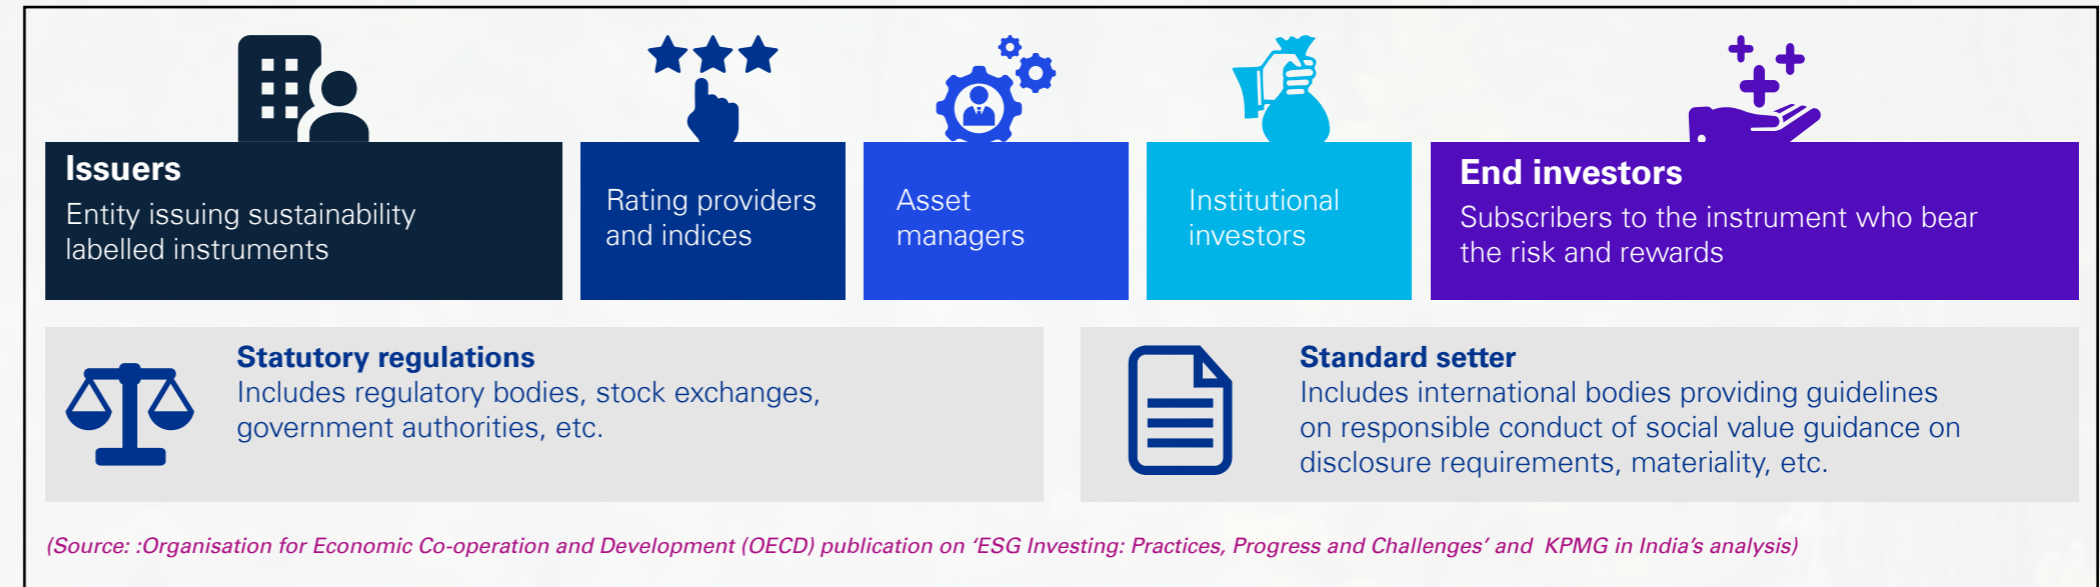 Issuers
Entity issuing sustainability
labelled instruments
Rating providers
and indices
Asset
managers
Institutional
investors
End investors
Subscribers to the instrument who bear
the risk and rewards
Statutory regulations
Includes regulatory bodies, stock exchanges,
government authorities, etc.
Standard setter
Includes international bodies providing guidelines
on responsible conduct of social value guidance on
disclosure requirements, materiality, etc.
(Source: :Organisation for Economic Co-operation and Development (OECD) publication on ‘ESG Investing: Practices, Progress and Challenges’ and KPMG in India’s analysis)